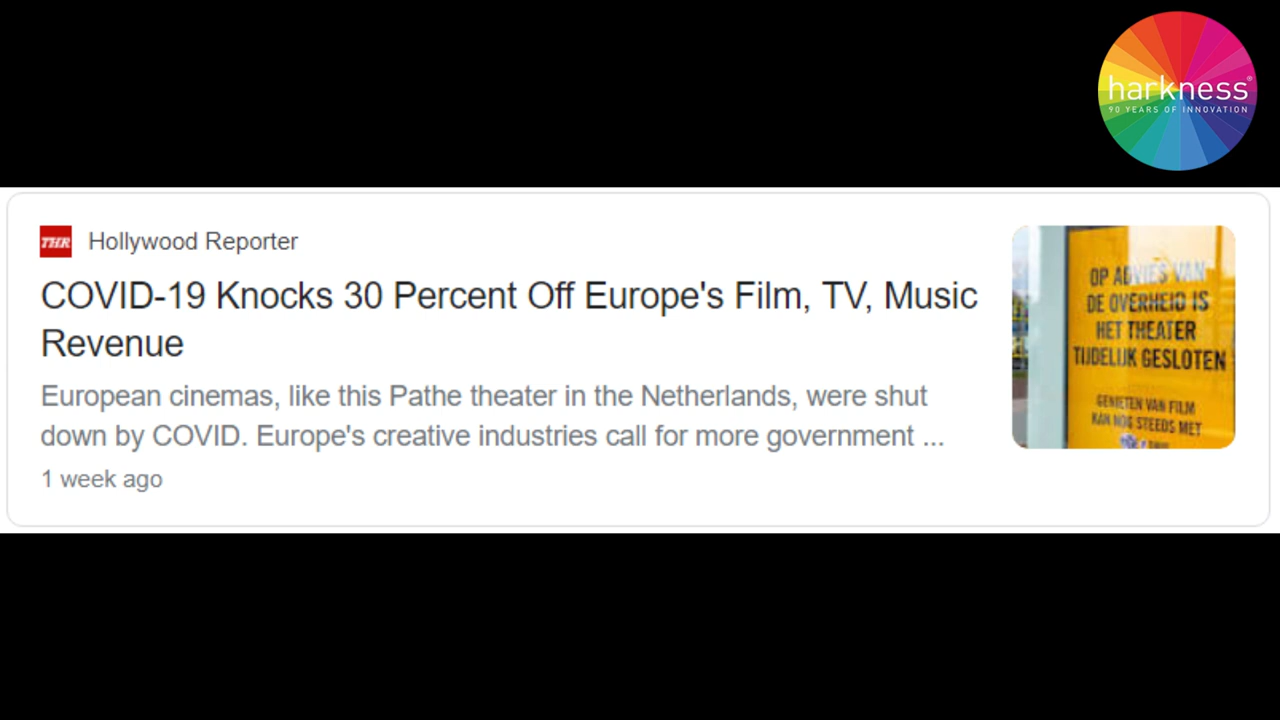 harkness®
90 YEARS OF INNOVATION
THR Hollywood Reporter
COVID-19 Knocks 30 Percent Off Europe's Film, TV, Music
Revenue
European cinemas, like this Pathe theater in the Netherlands, were shut
down by COVID. Europe's creative industries call for more government ...
1 week ago
OP ADVIES VAN
DE OVERHEID IS
HET THEATER
TIJDELIJK GESLOTEN
GENIETEN VAN FILM
KAN NOG STEEDS MET